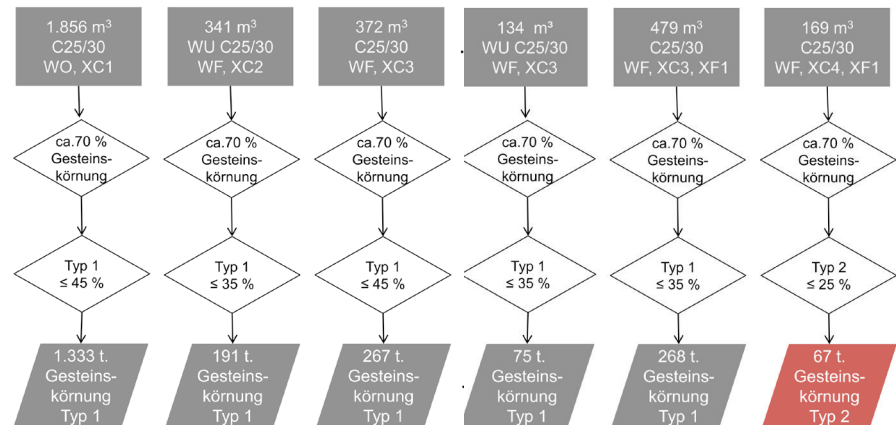 1.856 m³
C25/30
WO, XC1
341 m³
WU C25/30
WF, XC2
372 m³
C25/30
WF, XC3
134 m³
WU C25/30
WF, XC3
479 m³
C25/30
WF, XC3, XF1
169 m³
C25/30
WF, XC4, XF1
ca.70 %
Gesteins-
körnung
ca.70 %
Gesteins-
körnung
ca.70 %
Gesteins-
körnung
ca.70 %
Gesteins-
körnung
ca.70 %
Gesteins-
körnung
ca.70 %
Gesteins-
körnung
Typ 1
≤ 45 %
Typ 1
≤ 35 %
Typ 1
≤ 45 %
Typ 1
≤ 35 %
Typ 1
≤ 35 %
Typ 2
≤ 25 %
1.333 t.
Gesteins-
körnung
Typ 1
191 t.
Gesteins-
körnung
Typ 1
267 t.
Gesteins-
körnung
Typ 1
75 t.
Gesteins-
körnung
Typ 1
268 t.
Gesteins-
körnung
Typ 1
67 t.
Gesteins-
körnung
Typ 2